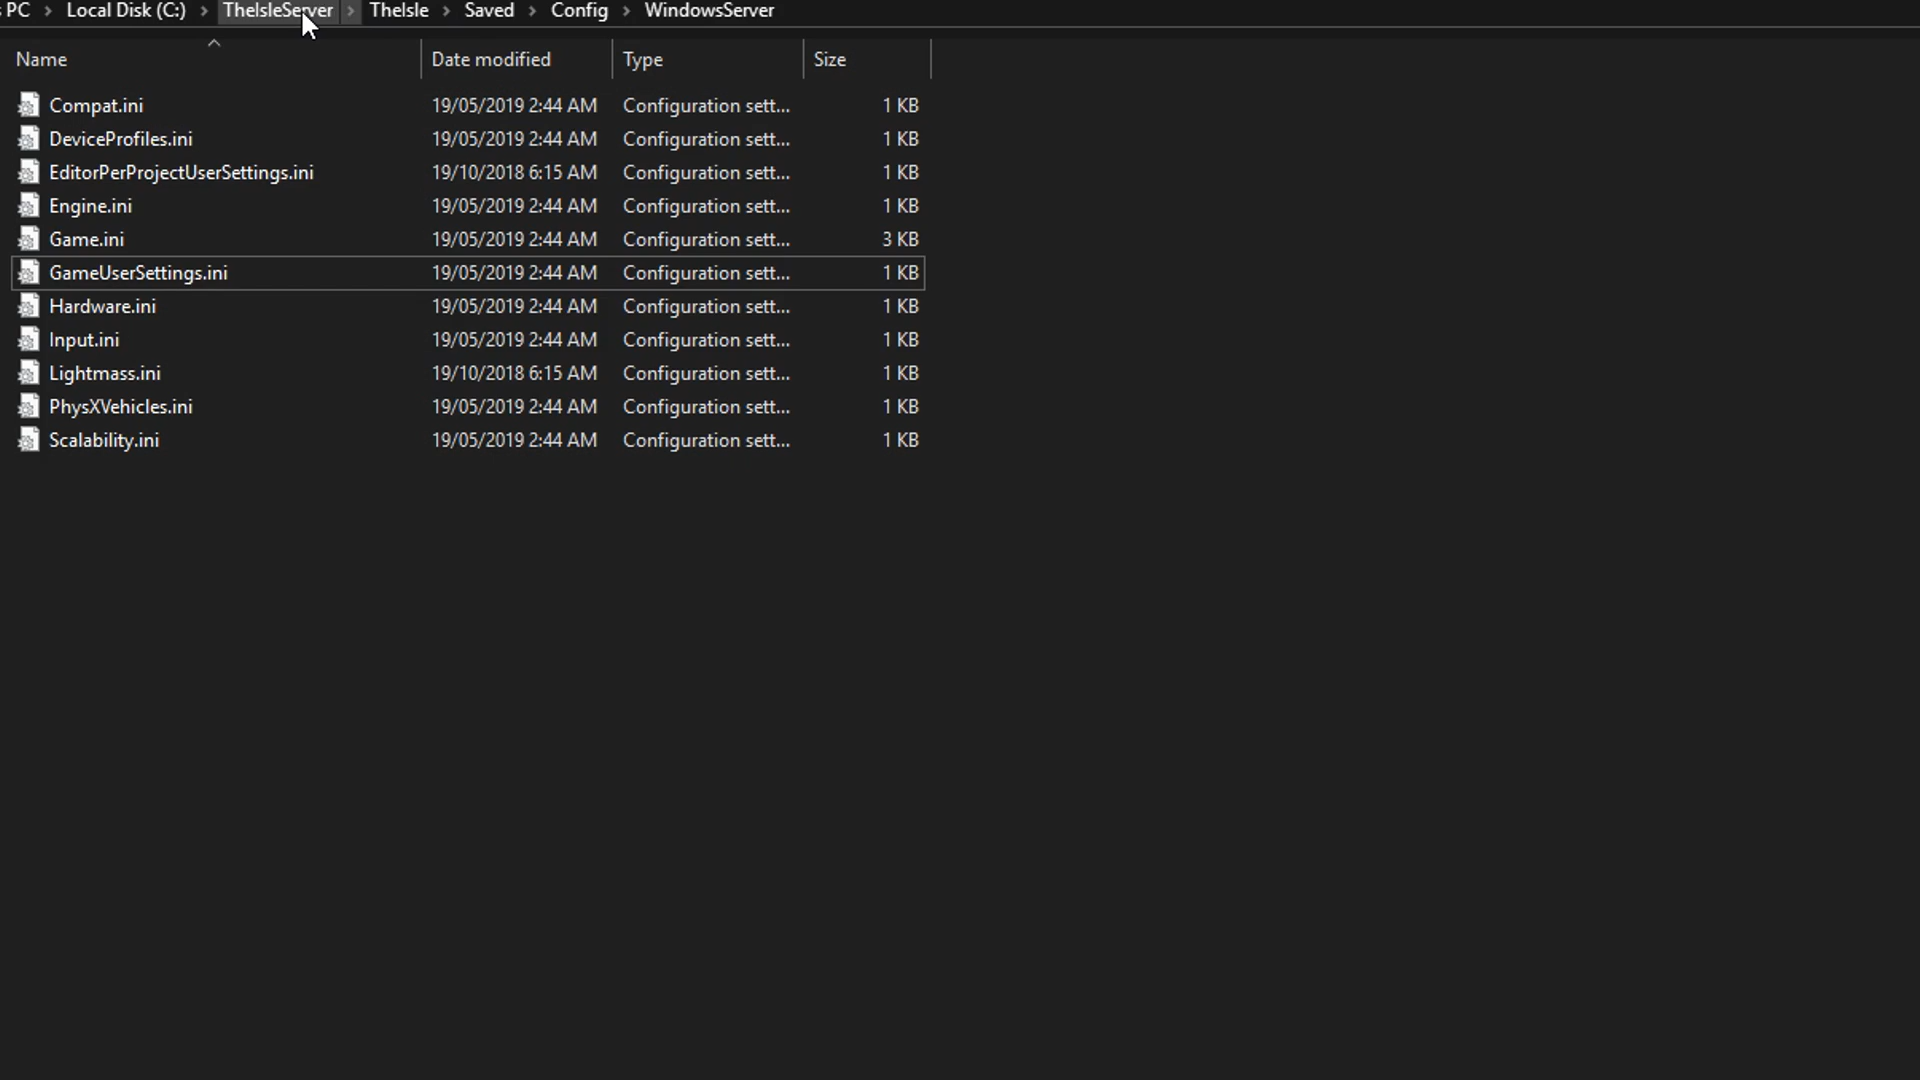 PC > Local Disk (C:) > TheIsleServer > TheIsle > Saved > Config > WindowsServer
Name Date modified Type Size
Compat.ini 19/05/2019 2:44 AM Configuration sett... 1 KB
DeviceProfiles.ini 19/05/2019 2:44 AM Configuration sett... 1 KB
EditorPerProjectUserSettings.ini 19/10/2018 6:15 AM Configuration sett... 1 KB
Engine.ini 19/05/2019 2:44 AM Configuration sett... 1 KB
Game.ini 19/05/2019 2:44 AM Configuration sett... 3 KB
GameUserSettings.ini 19/05/2019 2:44 AM Configuration sett... 1 KB
Hardware.ini 19/05/2019 2:44 AM Configuration sett... 1 KB
Input.ini 19/05/2019 2:44 AM Configuration sett... 1 KB
Lightmass.ini 19/10/2018 6:15 AM Configuration sett... 1 KB
PhysXVehicles.ini 19/05/2019 2:44 AM Configuration sett... 1 KB
Scalability.ini 19/05/2019 2:44 AM Configuration sett... 1 KB